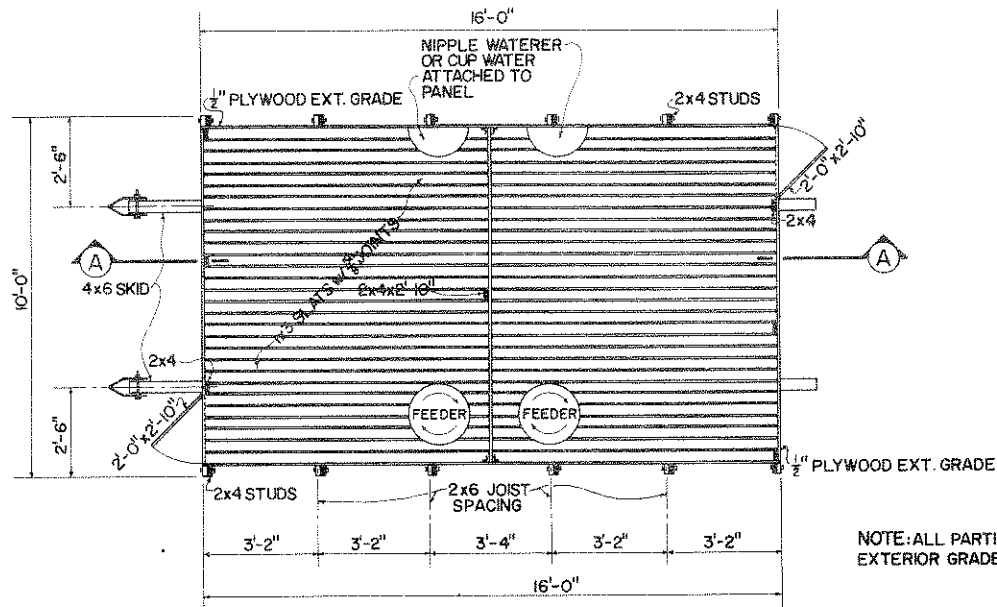 16'-0"
NIPPLE WATERER
OR CUP WATER
ATTACHED TO
PANEL
1/2" PLYWOOD EXT. GRADE
2x4 STUDS
2'-6"
2'-0"x2'-10"
2x4
A
A
10'-0"
4x6 SKID
1x3 SLATS W/ JOINTS
2x4x2'-10"
2x4
2'-6"
2'-0"x2'-10"
FEEDER
FEEDER
1/2" PLYWOOD EXT. GRADE
2x4 STUDS
2x6 JOIST
SPACING
3'-2"
3'-2"
3'-4"
3'-2"
3'-2"
NOTE: ALL PARTI
EXTERIOR GRADE
16'-0"